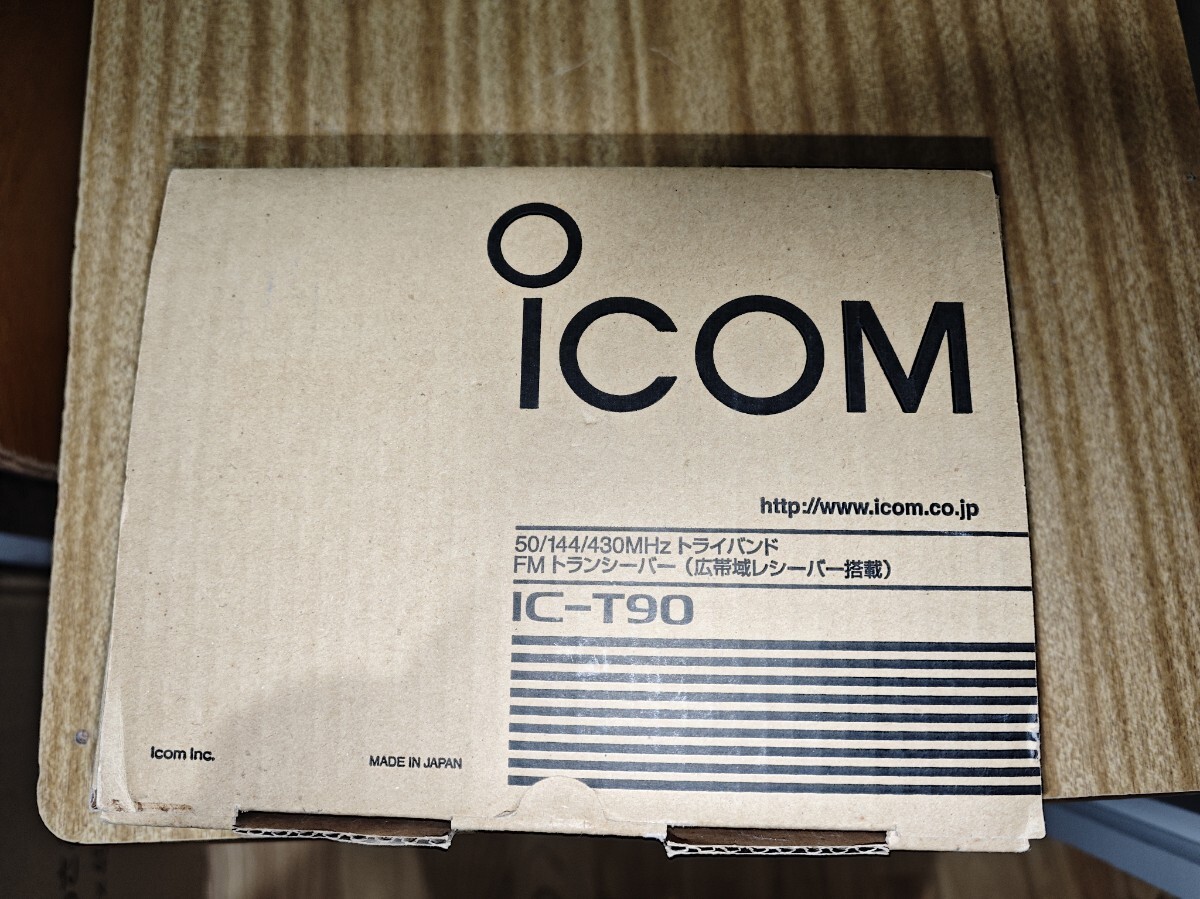 iCOM
http://www.icom.co.jp
50/144/430MHz トライバンド
FMトランシーバー(広帯域レシーバー搭載)
IC-T90
Icom Inc.
MADE IN JAPAN